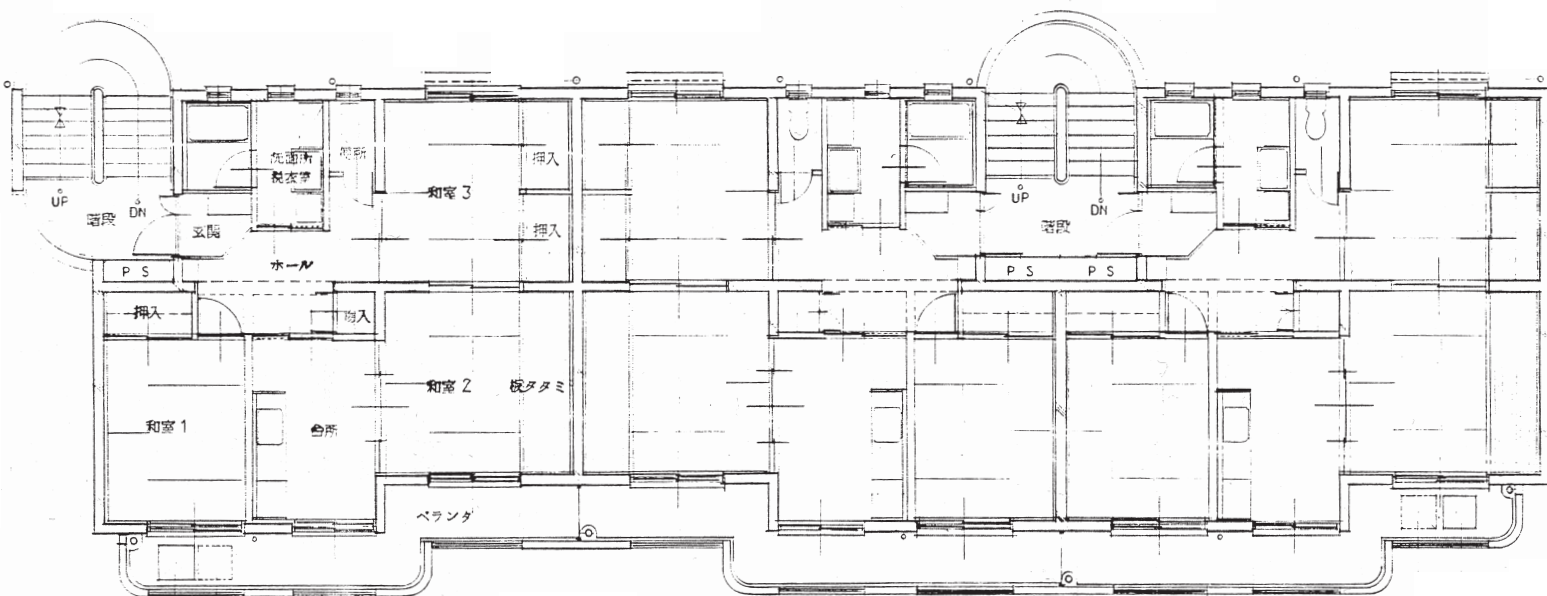 洗面所
脱衣室
便所
押入
和室 3
UP
階段
DN
玄関
押入
UP
DN
階段
ホール
P S
P S
P S
押入
物入
和室 2
板タタミ
和室 1
台所
ベランダ